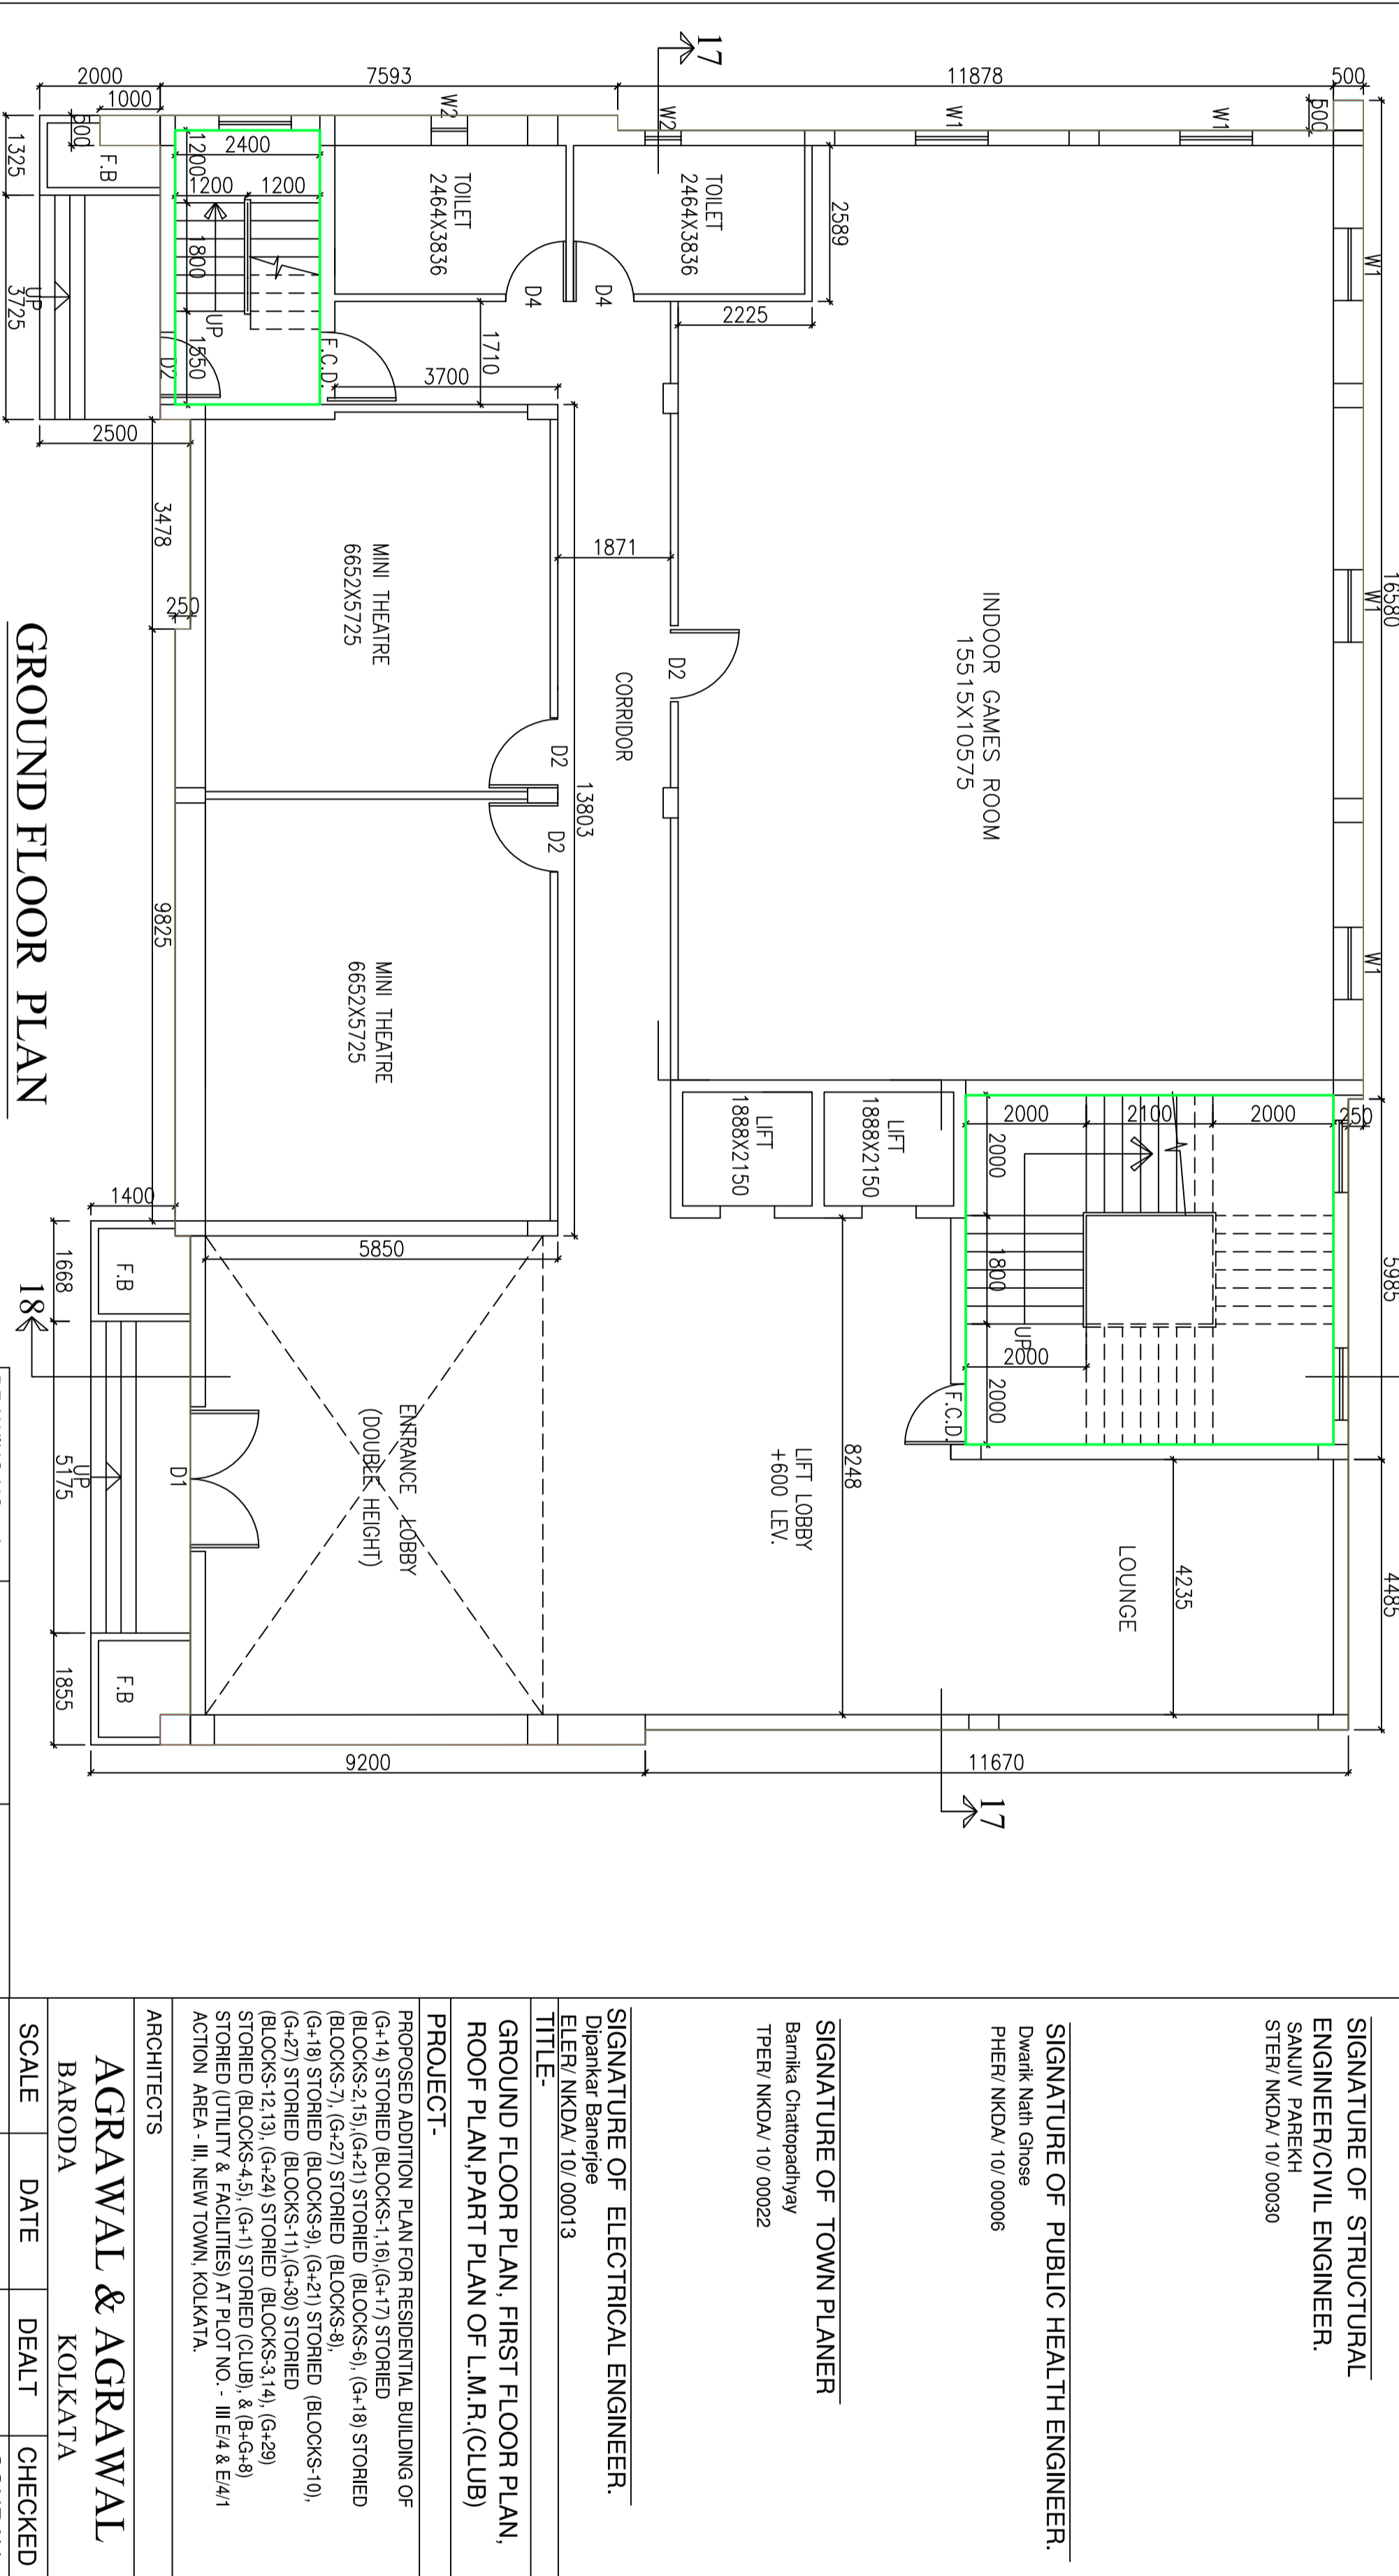 GROUND FLOOR PLAN
INDOOR GAMES ROOM
15515X10575
TOILET
2464X3836
TOILET
2464X3836
CORRIDOR
MINI THEATRE
6652X5725
MINI THEATRE
6652X5725
LIFT
1888X2150
LIFT
1888X2150
ENTRANCE LOBBY
(DOUBLE HEIGHT)
LIFT LOBBY
+600 LEV.
LOUNGE
F.B
F.B
F.B
F.C.D.
F.C.D.
UP
UP
UP
UP
D1
D2
D2
D2
D2
D4
D4
W1
W1
W1
W1
W1
W2
W2
17
17
18
2000
7593
11878
500
1000
500
500
1325
3725
2500
3478
250
9825
1400
1668
5175
1855
9200
11670
16580
5985
4485
250
2400
1200
1200
1200
1800
1550
2589
2225
1710
3700
1871
13803
5850
2000
2100
2000
2000
1800
2000
2000
8248
4235
SIGNATURE OF STRUCTURAL
ENGINEER/CIVIL ENGINEER.
SANJIV PAREKH
STER/ NKDA/ 10/ 00030
SIGNATURE OF PUBLIC HEALTH ENGINEER.
Dwarik Nath Ghose
PHER/ NKDA/ 10/ 00006
SIGNATURE OF TOWN PLANER
Barnika Chattopadhyay
TPER/ NKDA/ 10/ 00022
SIGNATURE OF ELECTRICAL ENGINEER.
Dipankar Banerjee
ELER/ NKDA/ 10/ 00013
TITLE-
GROUND FLOOR PLAN, FIRST FLOOR PLAN,
ROOF PLAN,PART PLAN OF L.M.R.(CLUB)
PROJECT-
PROPOSED ADDITION PLAN FOR RESIDENTIAL BUILDING OF
(G+14) STORIED (BLOCKS-1,16),(G+17) STORIED
(BLOCKS-2,15),(G+21) STORIED (BLOCKS-6), (G+18) STORIED
(BLOCKS-7), (G+27) STORIED (BLOCKS-8),
(G+18) STORIED (BLOCKS-9), (G+21) STORIED (BLOCKS-10),
(G+27) STORIED (BLOCKS-11),(G+30) STORIED
(BLOCKS-12,13), (G+24) STORIED (BLOCKS-3,14), (G+29)
STORIED (BLOCKS-4,5), (G+1) STORIED (CLUB), & (B+G+8)
STORIED (UTILITY & FACILITIES) AT PLOT NO. - III E/4 & E/4/1
ACTION AREA - III, NEW TOWN, KOLKATA.
ARCHITECTS
AGRAWAL & AGRAWAL
BARODA KOLKATA
SCALE DATE DEALT CHECKED